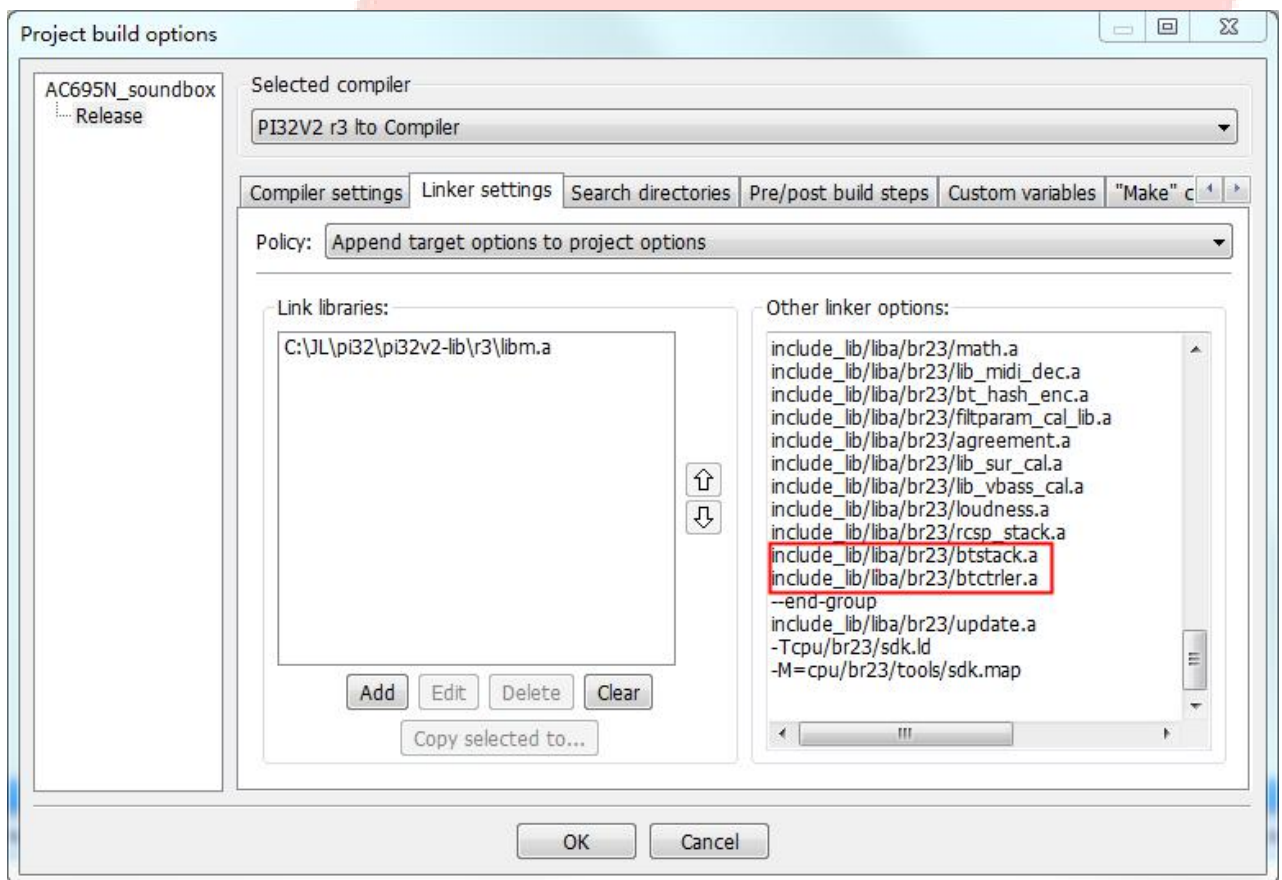 Project build options
AC695N_soundbox
Release
Selected compiler
PI32V2 r3 lto Compiler
Compiler settings
Linker settings
Search directories
Pre/post build steps
Custom variables
"Make" c
Policy:
Append target options to project options
Link libraries:
C:\JL\pi32\pi32v2-lib\r3\libm.a
Add
Edit
Delete
Clear
Copy selected to...
Other linker options:
include_lib/liba/br23/math.a
include_lib/liba/br23/lib_midi_dec.a
include_lib/liba/br23/bt_hash_enc.a
include_lib/liba/br23/filtparam_cal_lib.a
include_lib/liba/br23/agreement.a
include_lib/liba/br23/lib_sur_cal.a
include_lib/liba/br23/lib_vbass_cal.a
include_lib/liba/br23/loudness.a
include_lib/liba/br23/rcsp_stack.a
include_lib/liba/br23/btstack.a
include_lib/liba/br23/btctrler.a
--end-group
include_lib/liba/br23/update.a
-Tcpu/br23/sdk.ld
-M=cpu/br23/tools/sdk.map
OK
Cancel